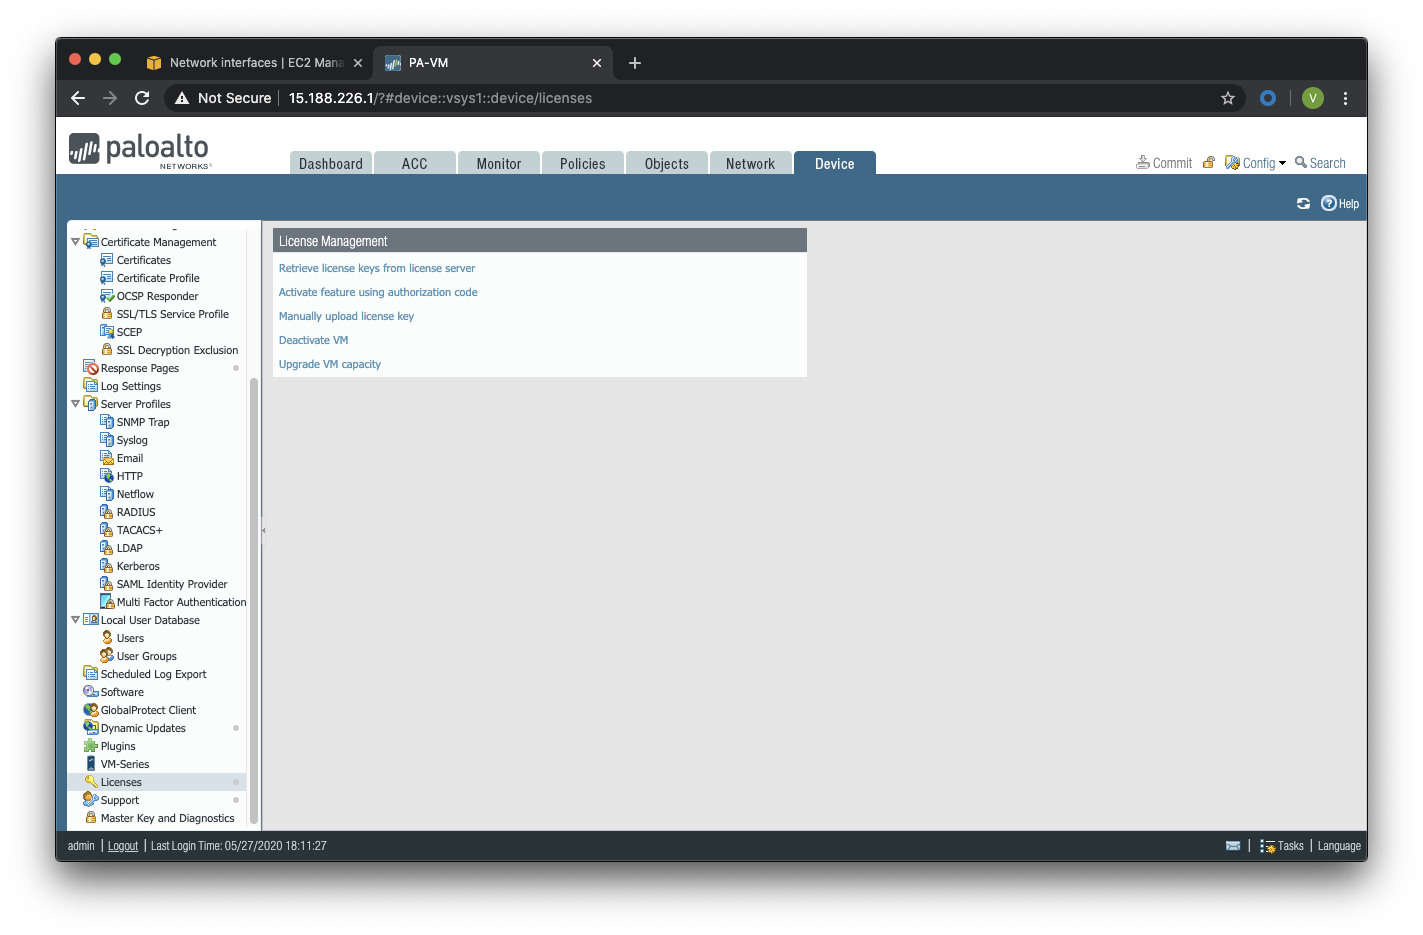 Network interfaces | EC2 Mana
PA-VM
Not Secure
15.188.226.1/?#device::vsys1::device/licenses
V
paloalto
NETWORKS®
Dashboard
ACC
Monitor
Policies
Objects
Network
Device
Commit
Config
Search
Help
Certificate Management
Certificates
Certificate Profile
OCSP Responder
SSL/TLS Service Profile
SCEP
SSL Decryption Exclusion
Response Pages
Log Settings
Server Profiles
SNMP Trap
Syslog
Email
HTTP
Netflow
RADIUS
TACACS+
LDAP
Kerberos
SAML Identity Provider
Multi Factor Authentication
Local User Database
Users
User Groups
Scheduled Log Export
Software
GlobalProtect Client
Dynamic Updates
Plugins
VM-Series
Licenses
Support
Master Key and Diagnostics
License Management
Retrieve license keys from license server
Activate feature using authorization code
Manually upload license key
Deactivate VM
Upgrade VM capacity
admin | Logout | Last Login Time: 05/27/2020 18:11:27
Tasks | Language